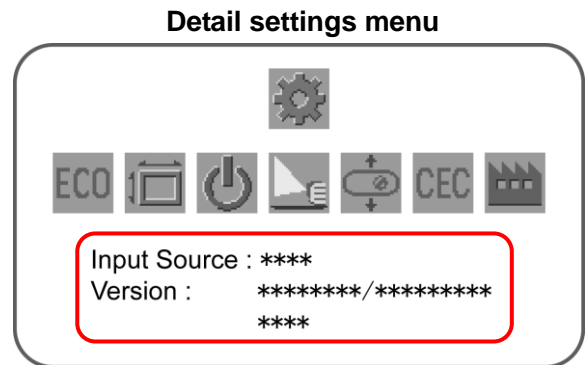 Detail settings menu
ECO CEC
Input Source : ****
Version : ********/*********
****